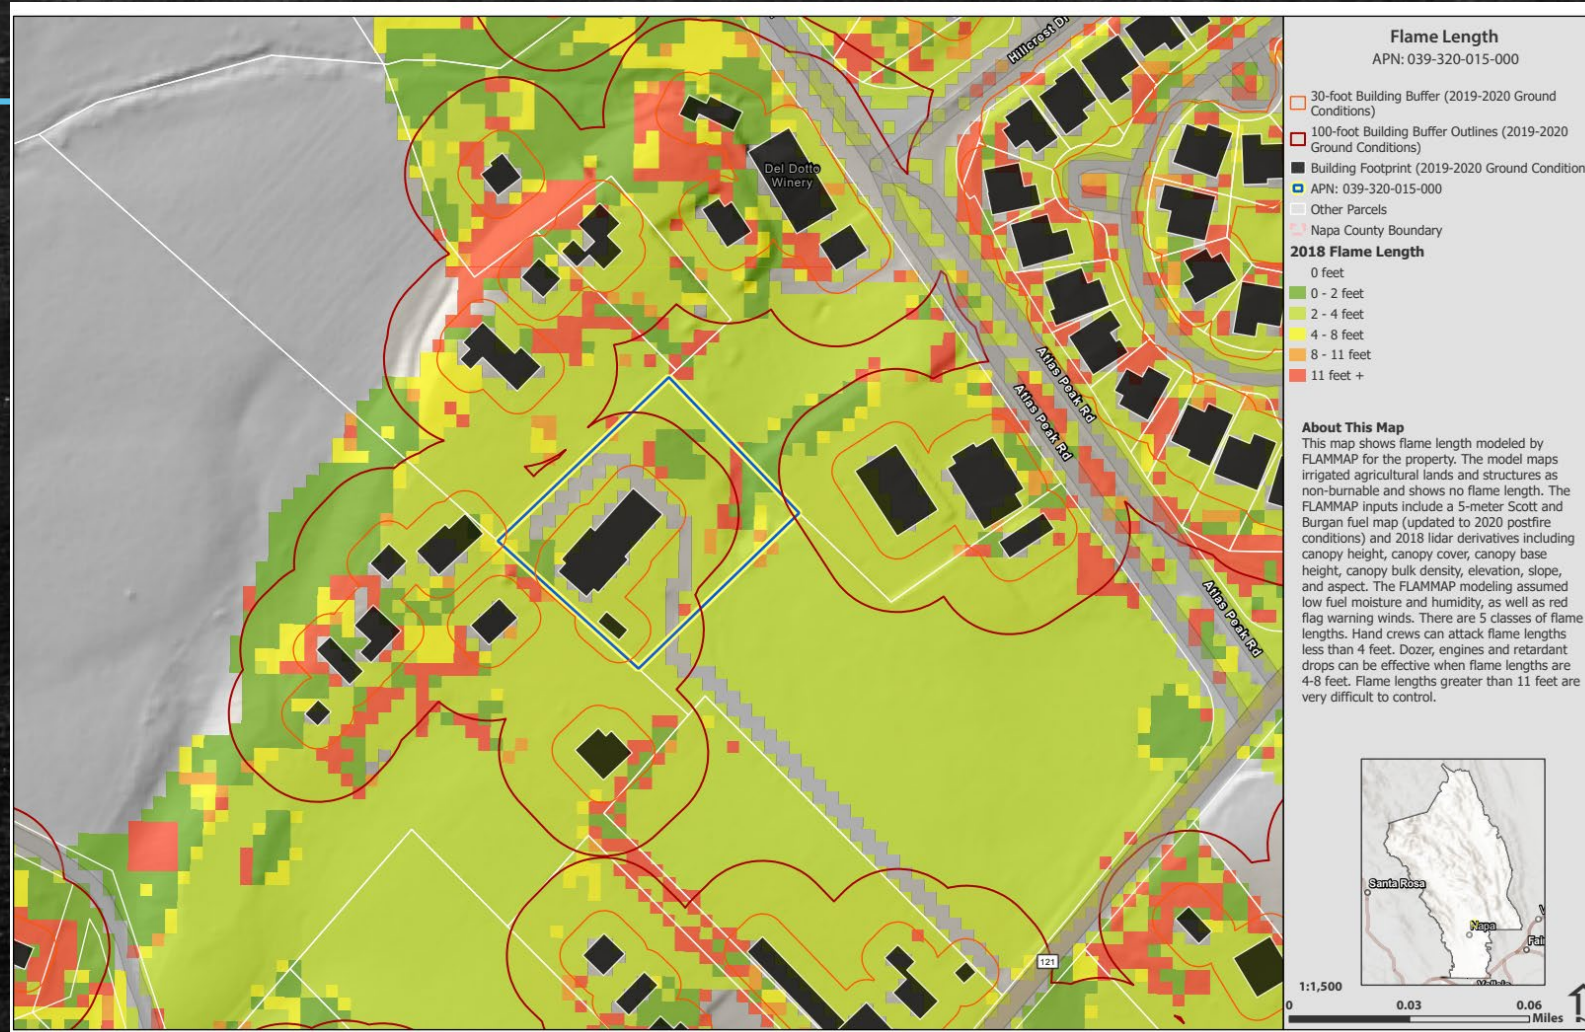 Hillcrest Dr
Del Dotto
Winery
Atlas Peak Rd
Atlas Peak Rd
Atlas Peak Rd
121
Flame Length
APN: 039-320-015-000
30-foot Building Buffer (2019-2020 Ground
Conditions)
100-foot Building Buffer Outlines (2019-2020
Ground Conditions)
Building Footprint (2019-2020 Ground Condition
APN: 039-320-015-000
Other Parcels
Napa County Boundary
2018 Flame Length
0 feet
0 - 2 feet
2 - 4 feet
4 - 8 feet
8 - 11 feet
11 feet +
About This Map
This map shows flame length modeled by
FLAMMAP for the property. The model maps
irrigated agricultural lands and structures as
non-burnable and shows no flame length. The
FLAMMAP inputs include a 5-meter Scott and
Burgan fuel map (updated to 2020 postfire
conditions) and 2018 lidar derivatives including
canopy height, canopy cover, canopy base
height, canopy bulk density, elevation, slope,
and aspect. The FLAMMAP modeling assumed
low fuel moisture and humidity, as well as red
flag warning winds. There are 5 classes of flame
lengths. Hand crews can attack flame lengths
less than 4 feet. Dozer, engines and retardant
drops can be effective when flame lengths are
4-8 feet. Flame lengths greater than 11 feet are
very difficult to control.
Santa Rosa
Napa
Fai
1:1,500
0 0.03 0.06
Miles